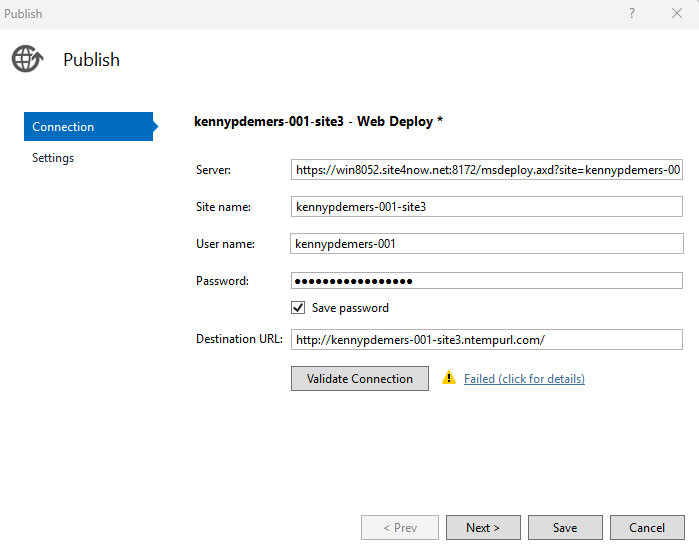 Publish
?
Publish
Connection
Settings
kennypdemers-001-site3 - Web Deploy *
Server: https://win8052.site4now.net:8172/msdeploy.axd?site=kennypdemers-00
Site name: kennypdemers-001-site3
User name: kennypdemers-001
Password: ●●●●●●●●●●●●●●●●●
Save password
Destination URL: http://kennypdemers-001-site3.ntempurl.com/
Validate Connection Failed (click for details)
< Prev Next > Save Cancel